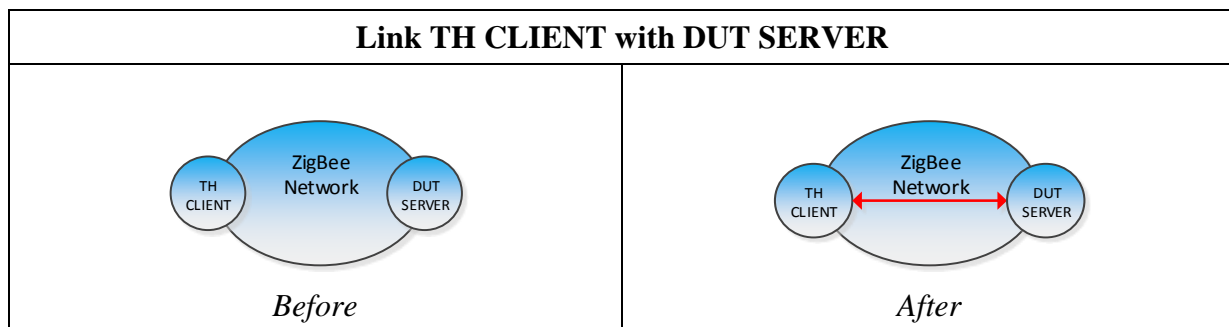 Link TH CLIENT with DUT SERVER
ZigBee
Network
TH
CLIENT
DUT
SERVER
Before
ZigBee
Network
TH
CLIENT
DUT
SERVER
After